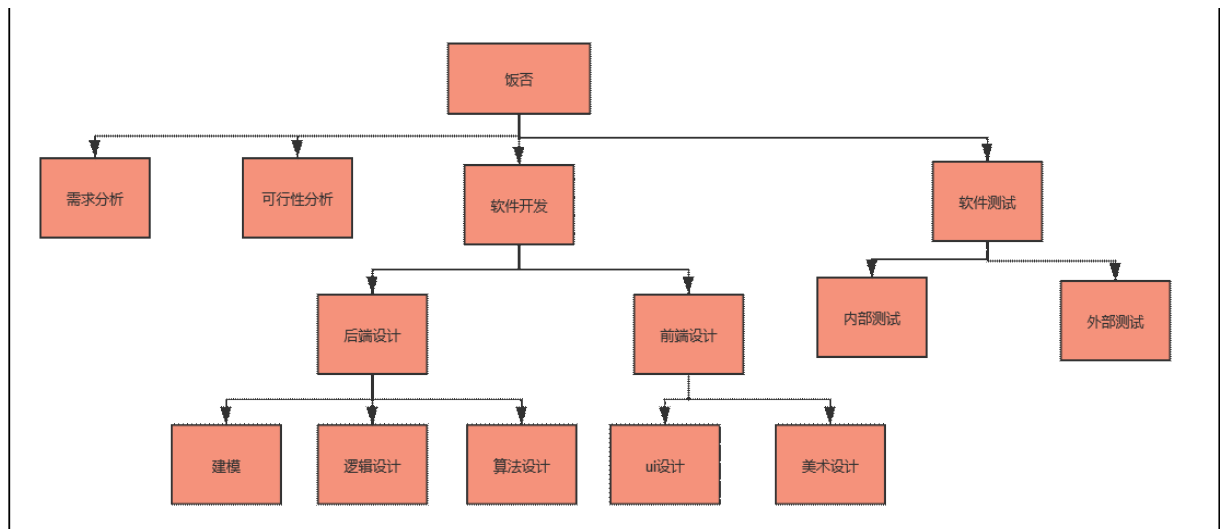 饭否
需求分析
可行性分析
软件开发
软件测试
后端设计
前端设计
内部测试
外部测试
建模
逻辑设计
算法设计
ui设计
美术设计